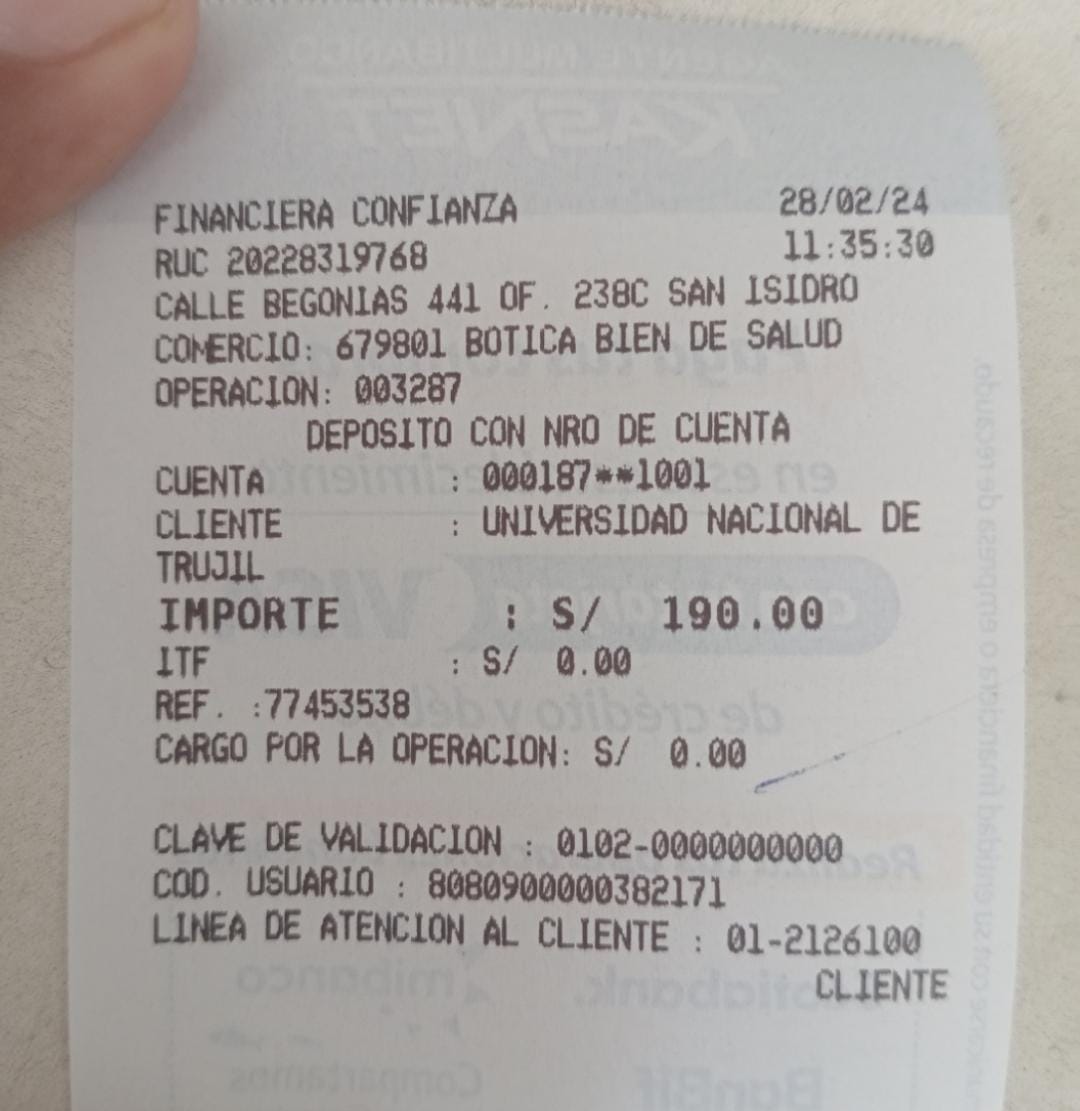 FINANCIERA CONFIANZA 28/02/24
RUC 20228319768 11:35:30
CALLE BEGONIAS 441 OF. 238C SAN ISIDRO
COMERCIO: 679801 BOTICA BIEN DE SALUD
OPERACION: 003287
DEPOSITO CON NRO DE CUENTA
CUENTA : 000187**1001
CLIENTE : UNIVERSIDAD NACIONAL DE
TRUJIL
IMPORTE : S/ 190.00
ITF : S/ 0.00
REF. :77453538
CARGO POR LA OPERACION: S/ 0.00
CLAVE DE VALIDACION : 0102-0000000000
COD. USUARIO : 8080900000382171
LINEA DE ATENCION AL CLIENTE : 01-2126100
CLIENTE